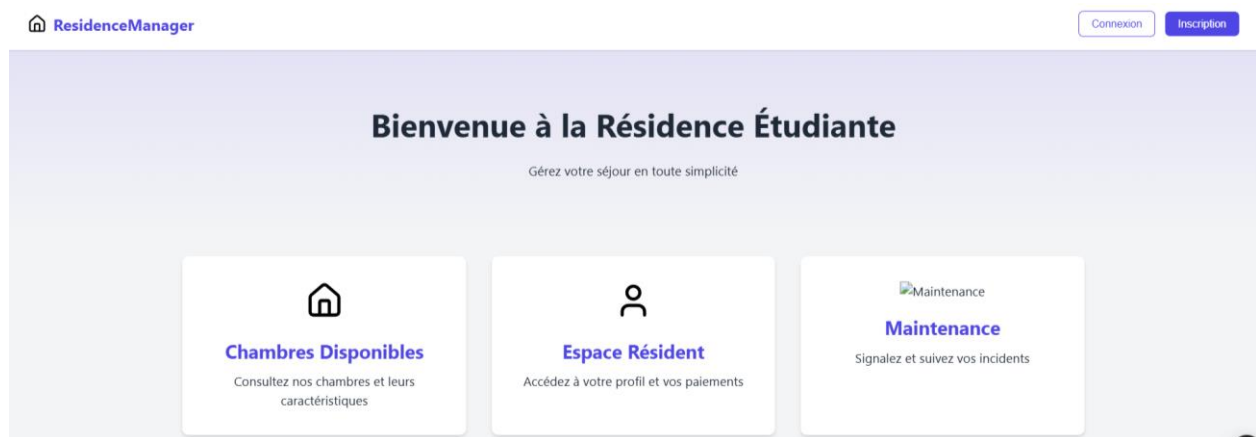 ResidenceManager
Connexion
Inscription
Bienvenue à la Résidence Étudiante
Gérez votre séjour en toute simplicité
Chambres Disponibles
Consultez nos chambres et leurs
caractéristiques
Espace Résident
Accédez à votre profil et vos paiements
Maintenance
Maintenance
Signalez et suivez vos incidents